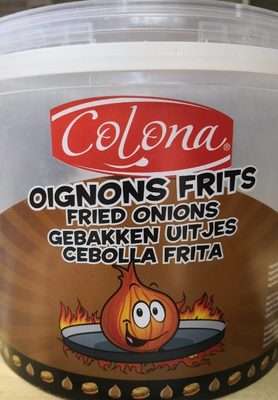 Colona®
OIGNONS FRITS
FRIED ONIONS
GEBAKKEN UITJES
CEBOLLA FRITA